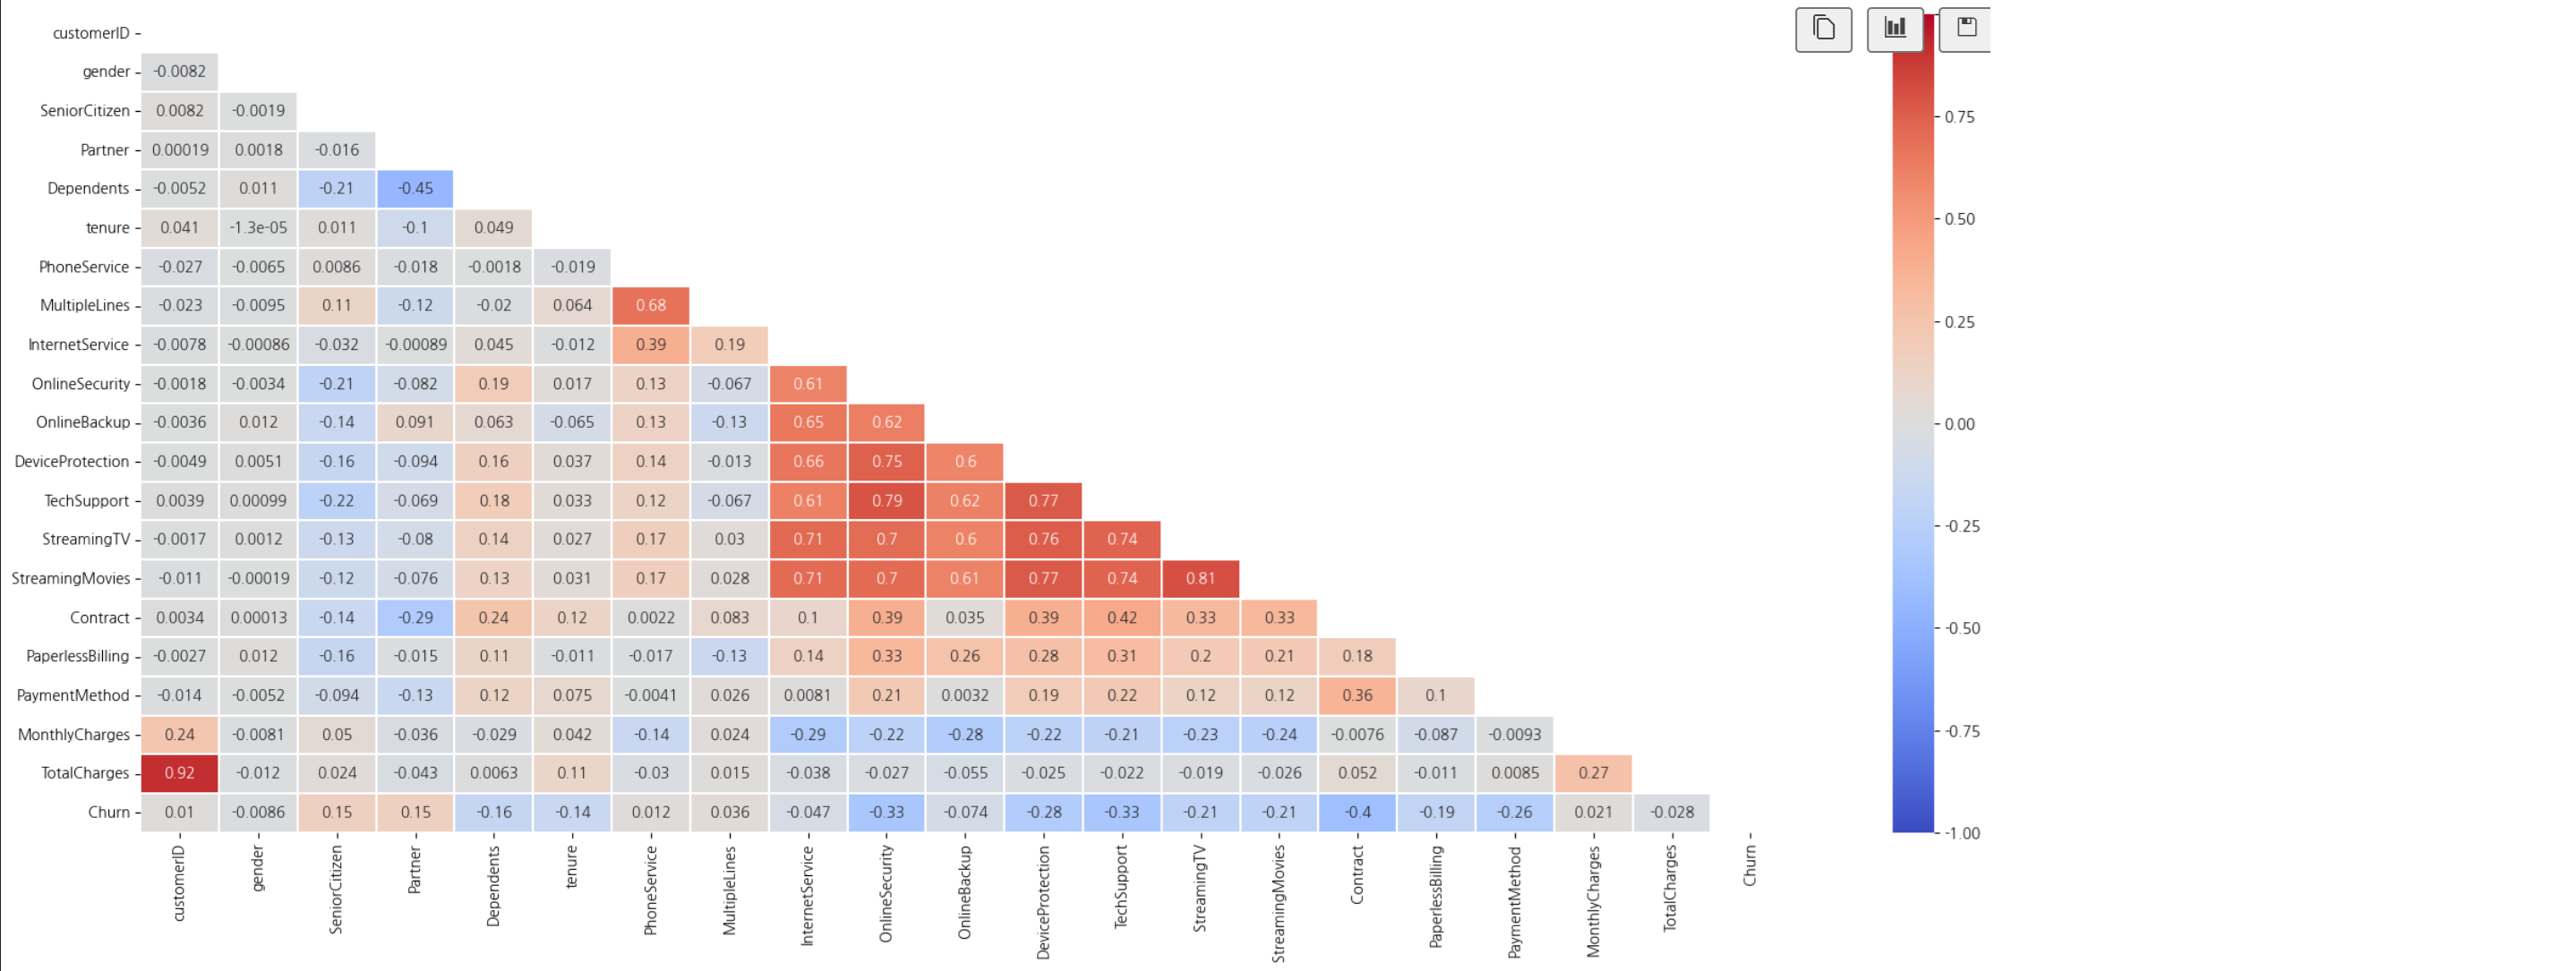 customerID
gender -0.0082
SeniorCitizen 0.0082 -0.0019
Partner 0.00019 0.0018 -0.016
0.75
Dependents -0.0052 0.011 -0.21 -0.45
tenure 0.041 -1.3e-05 0.011 -0.1 0.049
0.50
PhoneService -0.027 -0.0065 0.0086 -0.018 -0.0018 -0.019
MultipleLines -0.023 -0.0095 0.11 -0.12 -0.02 0.064 0.68
0.25
InternetService -0.0078 -0.00086 -0.032 -0.00089 0.045 -0.012 0.39 0.19
OnlineSecurity -0.0018 -0.0034 -0.21 -0.082 0.19 0.017 0.13 -0.067 0.61
OnlineBackup -0.0036 0.012 -0.14 0.091 0.063 -0.065 0.13 -0.13 0.65 0.62
0.00
DeviceProtection -0.0049 0.0051 -0.16 -0.094 0.16 0.037 0.14 -0.013 0.66 0.75 0.6
TechSupport 0.0039 0.00099 -0.22 -0.069 0.18 0.033 0.12 -0.067 0.61 0.79 0.62 0.77
-0.25
StreamingTV -0.0017 0.0012 -0.13 -0.08 0.14 0.027 0.17 0.03 0.71 0.7 0.6 0.76 0.74
StreamingMovies -0.011 -0.00019 -0.12 -0.076 0.13 0.031 0.17 0.028 0.71 0.7 0.61 0.77 0.74 0.81
Contract 0.0034 0.00013 -0.14 -0.29 0.24 0.12 0.0022 0.083 0.1 0.39 0.035 0.39 0.42 0.33 0.33
-0.50
PaperlessBilling -0.0027 0.012 -0.16 -0.015 0.11 -0.011 -0.017 -0.13 0.14 0.33 0.26 0.28 0.31 0.2 0.21 0.18
PaymentMethod -0.014 -0.0052 -0.094 -0.13 0.12 0.075 -0.0041 0.026 0.0081 0.21 0.0032 0.19 0.22 0.12 0.12 0.36 0.1
-0.75
MonthlyCharges 0.24 -0.0081 0.05 -0.036 -0.029 0.042 -0.14 0.024 -0.29 -0.22 -0.28 -0.22 -0.21 -0.23 -0.24 -0.0076 -0.087 -0.0093
TotalCharges 0.92 -0.012 0.024 -0.043 0.0063 0.11 -0.03 0.015 -0.038 -0.027 -0.055 -0.025 -0.022 -0.019 -0.026 0.052 -0.011 0.0085 0.27
Churn 0.01 -0.0086 0.15 0.15 -0.16 -0.14 0.012 0.036 -0.047 -0.33 -0.074 -0.28 -0.33 -0.21 -0.21 -0.4 -0.19 -0.26 0.021 -0.028
-1.00
customerID
gender
SeniorCitizen
Partner
Dependents
tenure
PhoneService
MultipleLines
InternetService
OnlineSecurity
OnlineBackup
DeviceProtection
TechSupport
StreamingTV
StreamingMovies
Contract
PaperlessBilling
PaymentMethod
MonthlyCharges
TotalCharges
Churn